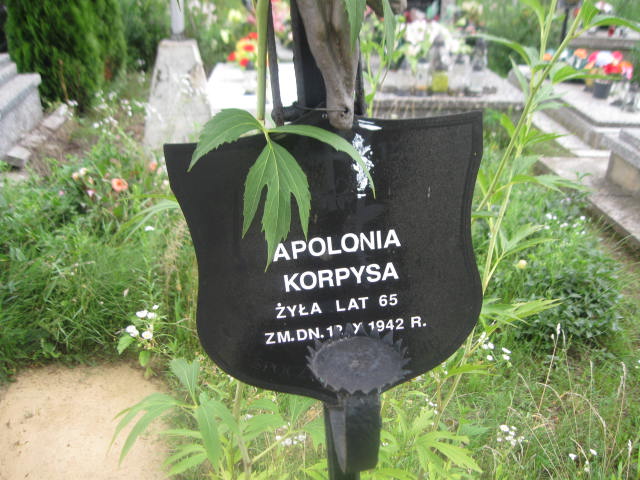 APOLONIA
KORPYSA
ŻYŁA LAT 65
ZM.DN. X 1942 R.